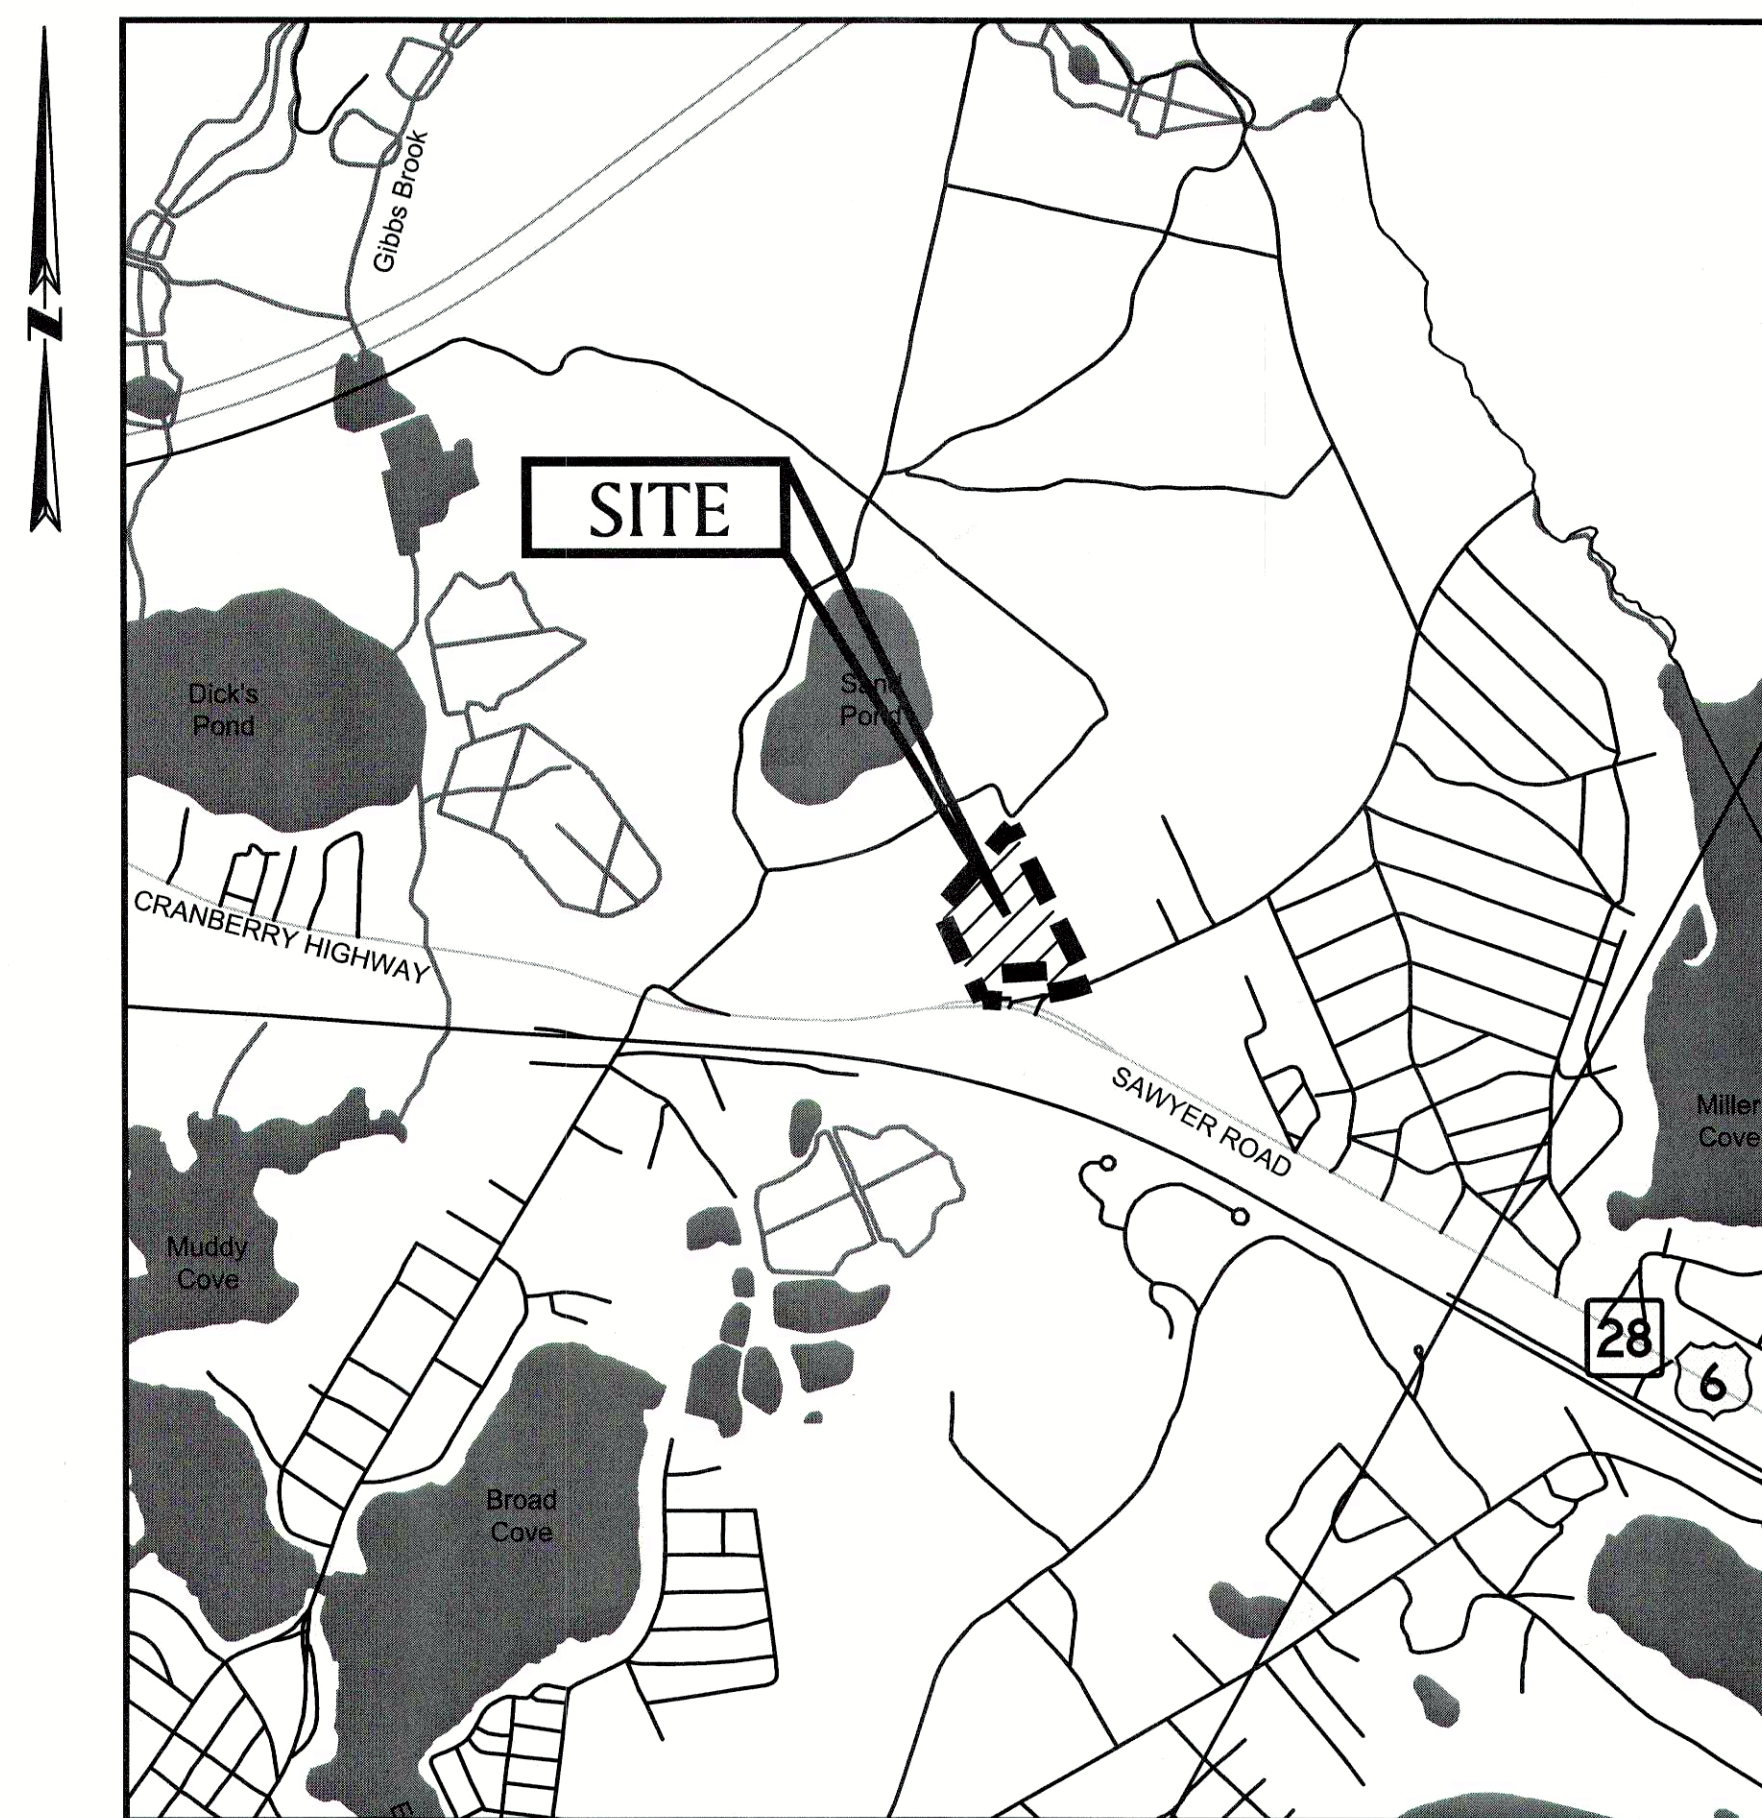 Gibbs Brook
N
SITE
Dick's
Pond
Sand
Pond
CRANBERRY HIGHWAY
SAWYER ROAD
Miller
Cove
Muddy
Cove
28
6
Broad
Cove
E